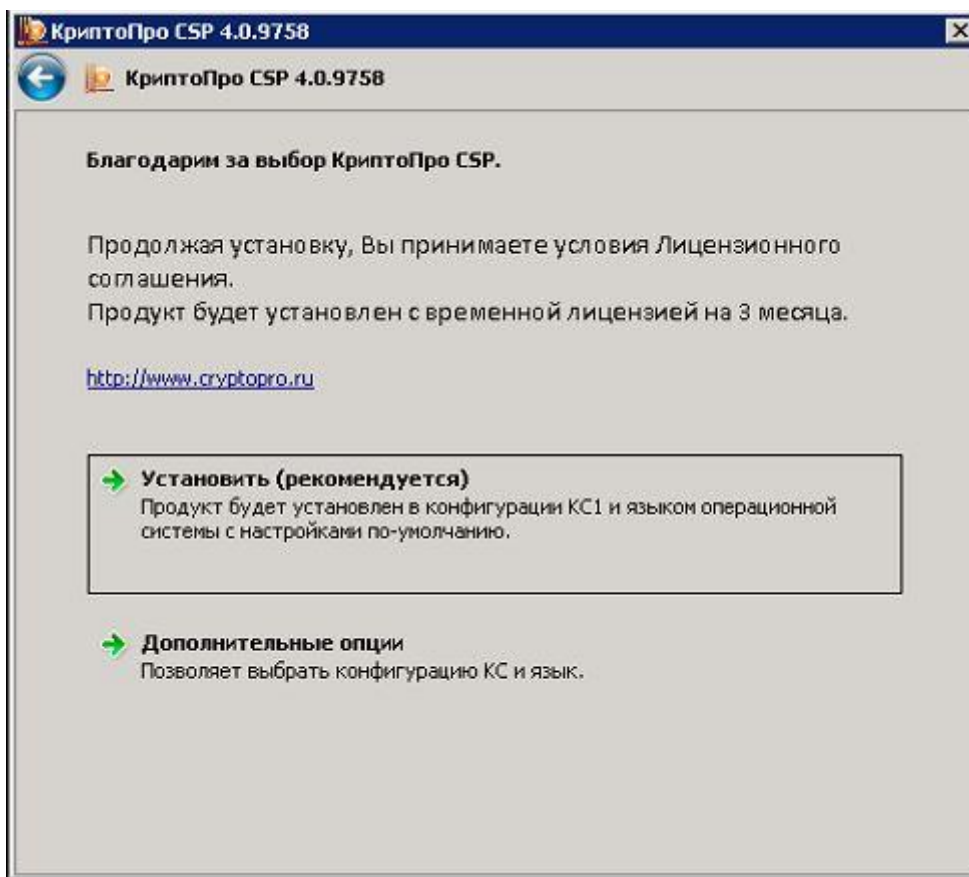 КриптоПро CSP 4.0.9758
КриптоПро CSP 4.0.9758
Благодарим за выбор КриптоПро CSP.
Продолжая установку, Вы принимаете условия Лицензионного
соглашения.
Продукт будет установлен с временной лицензией на 3 месяца.
http://www.cryptopro.ru
Установить (рекомендуется)
Продукт будет установлен в конфигурации КС1 и языком операционной
системы с настройками по-умолчанию.
Дополнительные опции
Позволяет выбрать конфигурацию КС и язык.